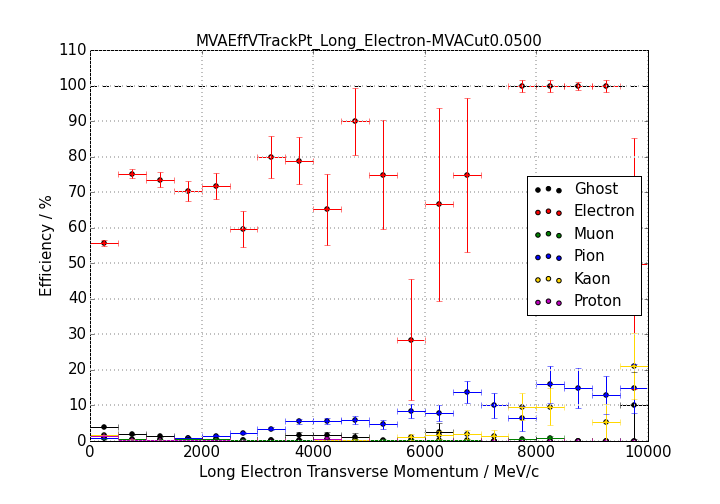 MVAEffVTrackPt_Long_Electron-MVACut0.0500
110
100
90
80
70
60
50
40
30
20
10
0
Efficiency / %
Ghost
Electron
Muon
Pion
Kaon
Proton
0 2000 4000 6000 8000 10000
Long Electron Transverse Momentum / MeV/c